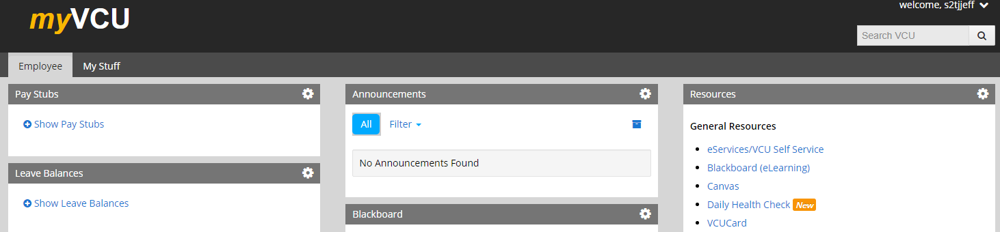 myVCU
welcome, s2tjjeff
Search VCU
Employee
My Stuff
Pay Stubs
Show Pay Stubs
Leave Balances
Show Leave Balances
Announcements
All
Filter
No Announcements Found
Blackboard
Resources
General Resources
eServices/VCU Self Service
Blackboard (eLearning)
Canvas
Daily Health Check New
VCUCard